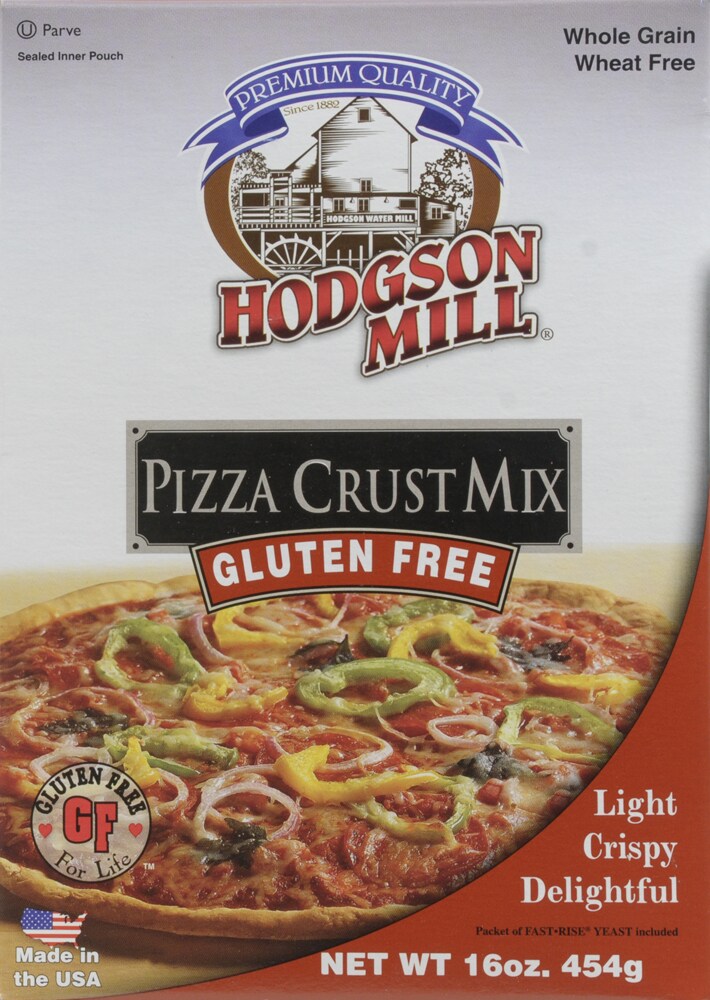 Ⓤ Parve
Sealed Inner Pouch
Whole Grain
Wheat Free
PREMIUM QUALITY
Since 1882
HODGSON WATER MILL
HODGSON
MILL®
PIZZA CRUST MIX
GLUTEN FREE
GLUTEN FREE
GF
For Life™
Light
Crispy
Delightful
Packet of FAST•RISE® YEAST included
Made in
the USA
NET WT 16oz. 454g